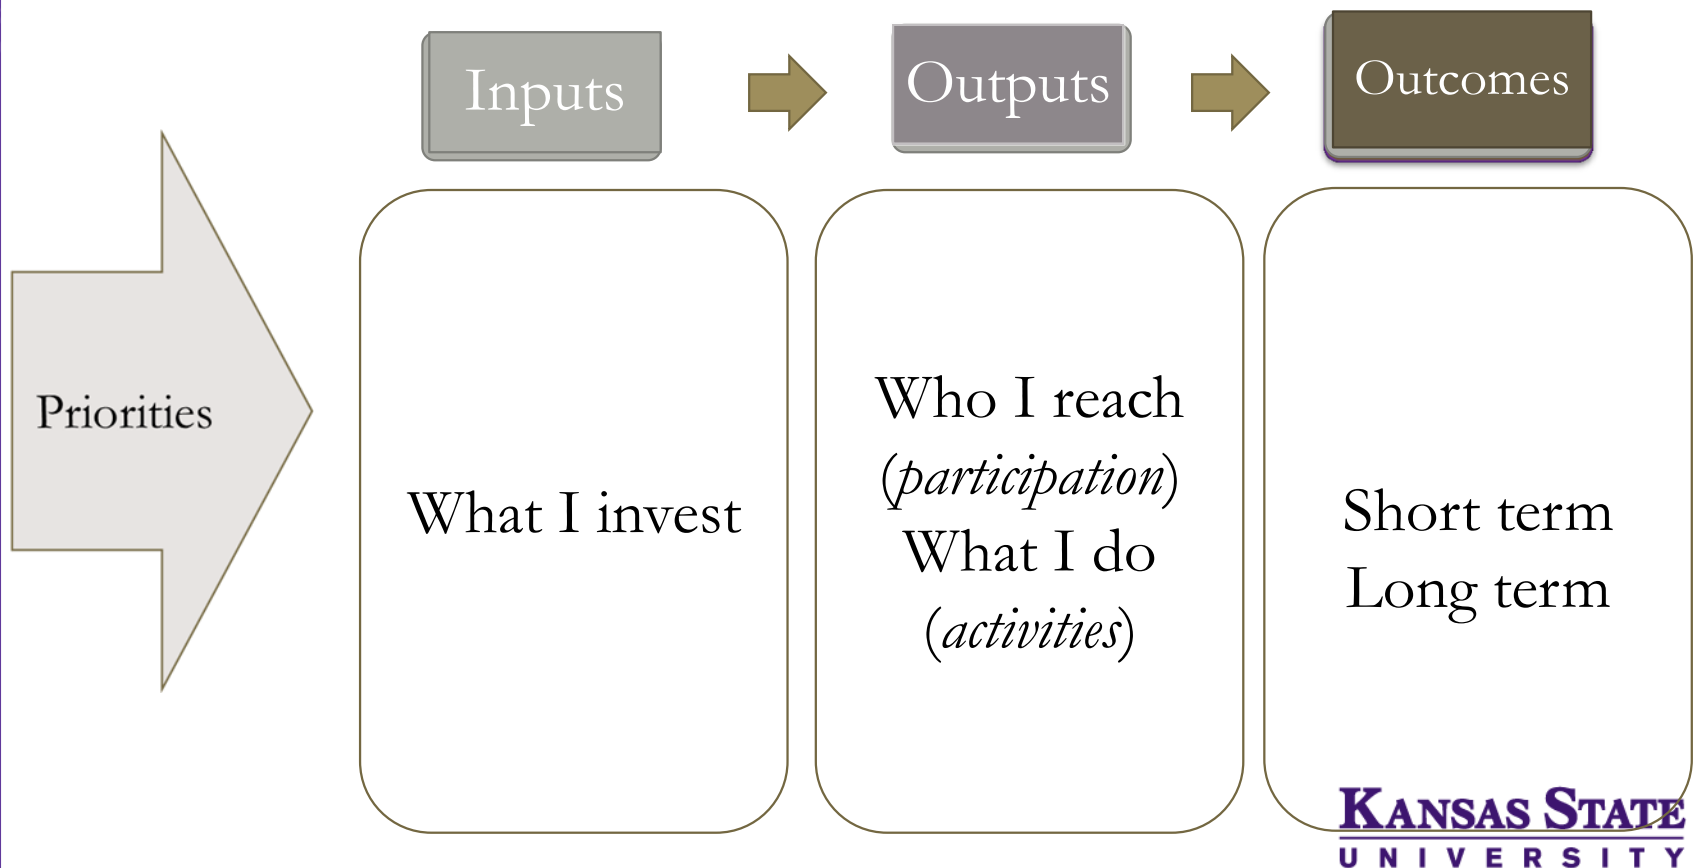 Inputs
Outputs
Outcomes
Priorities
What I invest
Who I reach
(participation)
What I do
(activities)
Short term
Long term
KANSAS STATE
UNIVERSITY